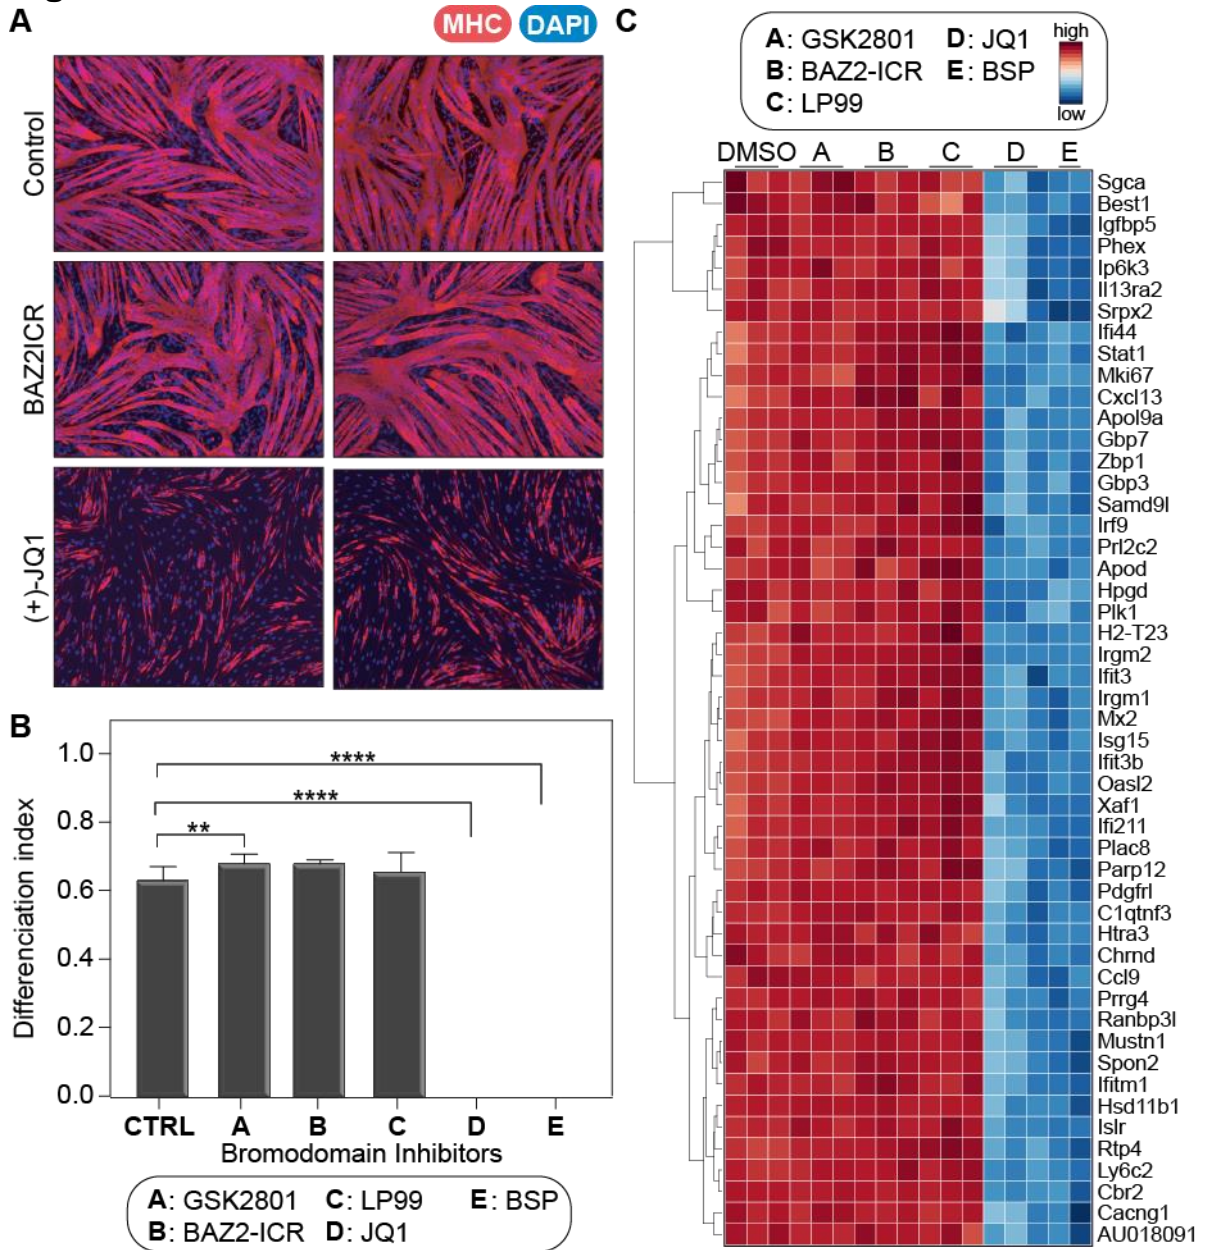 A
MHC DAPI
Control
BAZ2ICR
(+)-JQ1
B
Differenciation index
1.0
0.8
0.6
0.4
0.2
0.0
****
****
**
CTRL A B C D E
Bromodomain Inhibitors
A: GSK2801 C: LP99 E: BSP
B: BAZ2-ICR D: JQ1
C
A: GSK2801 D: JQ1
B: BAZ2-ICR E: BSP
C: LP99
high
low
DMSO A B C D E
Sgca
Best1
Igfbp5
Phex
Ip6k3
Il13ra2
Srpx2
Ifi44
Stat1
Mki67
Cxcl13
Apol9a
Gbp7
Zbp1
Gbp3
Samd9l
Irf9
Prl2c2
Apod
Hpgd
Plk1
H2-T23
Irgm2
Ifit3
Irgm1
Mx2
Isg15
Ifit3b
Oasl2
Xaf1
Ifi211
Plac8
Parp12
Pdgfrl
C1qtnf3
Htra3
Chrnd
Ccl9
Prrg4
Ranbp3l
Mustn1
Spon2
Ifitm1
Hsd11b1
Islr
Rtp4
Ly6c2
Cbr2
Cacng1
AU018091